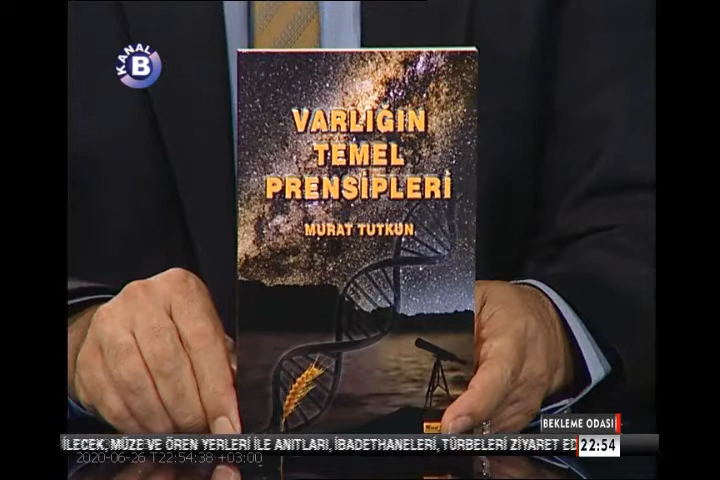 KANAL B
VARLIĞIN
TEMEL
PRENSİPLERİ
MURAT TUTKUN
BEKLEME ODASI
İLECEK, MÜZE VE ÖREN YERLERİ İLE ANITLARI, İBADETHANELERİ, TÜRBELERİ ZİYARET ED
22:54
2020-06-26 T22:54:38 +03:00